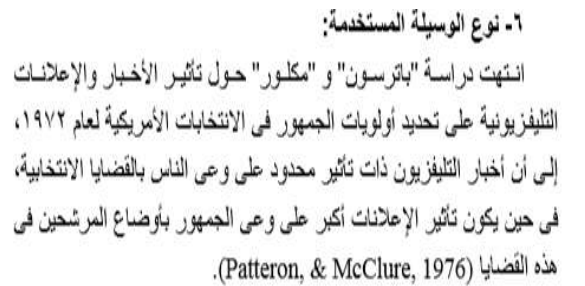 ٦- نوع الوسيلة المستخدمة:
انتهت دراسة "باترسون" و "مكلور" حول تأثير الأخبار والإعلانات
التليفزيونية على تحديد أولويات الجمهور فى الانتخابات الأمريكية لعام ١٩٧٢،
إلى أن أخبار التليفزيون ذات تأثير محدود على وعى الناس بالقضايا الانتخابية،
فى حين يكون تأثير الإعلانات أكبر على وعى الجمهور بأوضاع المرشحين فى
هذه القضايا (Patteron, & McClure, 1976).